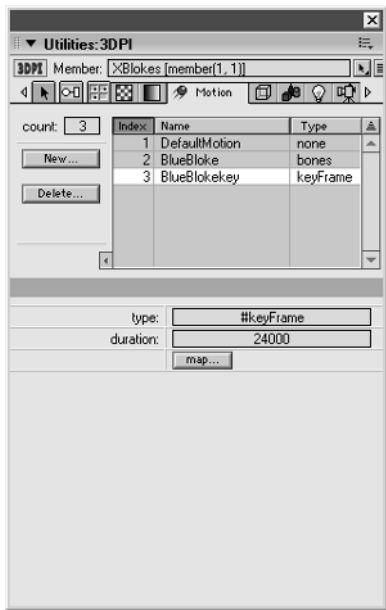 Utilities:3DPI
3DPI Member: XBlokes [member(1, 1)]
Motion
count: 3
Index Name Type
1 DefaultMotion none
2 BlueBloke bones
3 BlueBlokekey keyFrame
New...
Delete...
type: #keyFrame
duration: 24000
map...